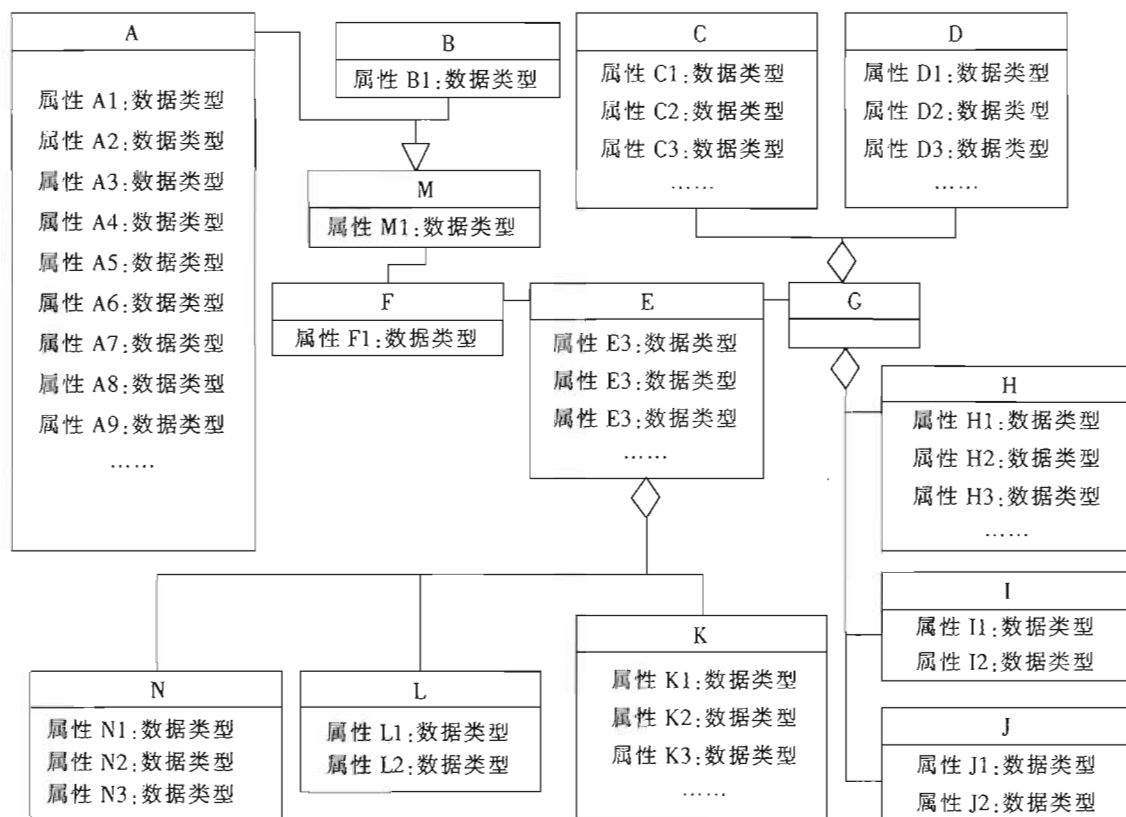 A
属性 A1:数据类型
属性 A2:数据类型
属性 A3:数据类型
属性 A4:数据类型
属性 A5:数据类型
属性 A6:数据类型
属性 A7:数据类型
属性 A8:数据类型
属性 A9:数据类型
……
B
属性 B1:数据类型
C
属性 C1:数据类型
属性 C2:数据类型
属性 C3:数据类型
……
D
属性 D1:数据类型
属性 D2:数据类型
属性 D3:数据类型
……
M
属性 M1:数据类型
F
属性 F1:数据类型
E
属性 E3:数据类型
属性 E3:数据类型
属性 E3:数据类型
……
G
H
属性 H1:数据类型
属性 H2:数据类型
属性 H3:数据类型
……
I
属性 I1:数据类型
属性 I2:数据类型
J
属性 J1:数据类型
属性 J2:数据类型
N
属性 N1:数据类型
属性 N2:数据类型
属性 N3:数据类型
L
属性 L1:数据类型
属性 L2:数据类型
K
属性 K1:数据类型
属性 K2:数据类型
属性 K3:数据类型
……